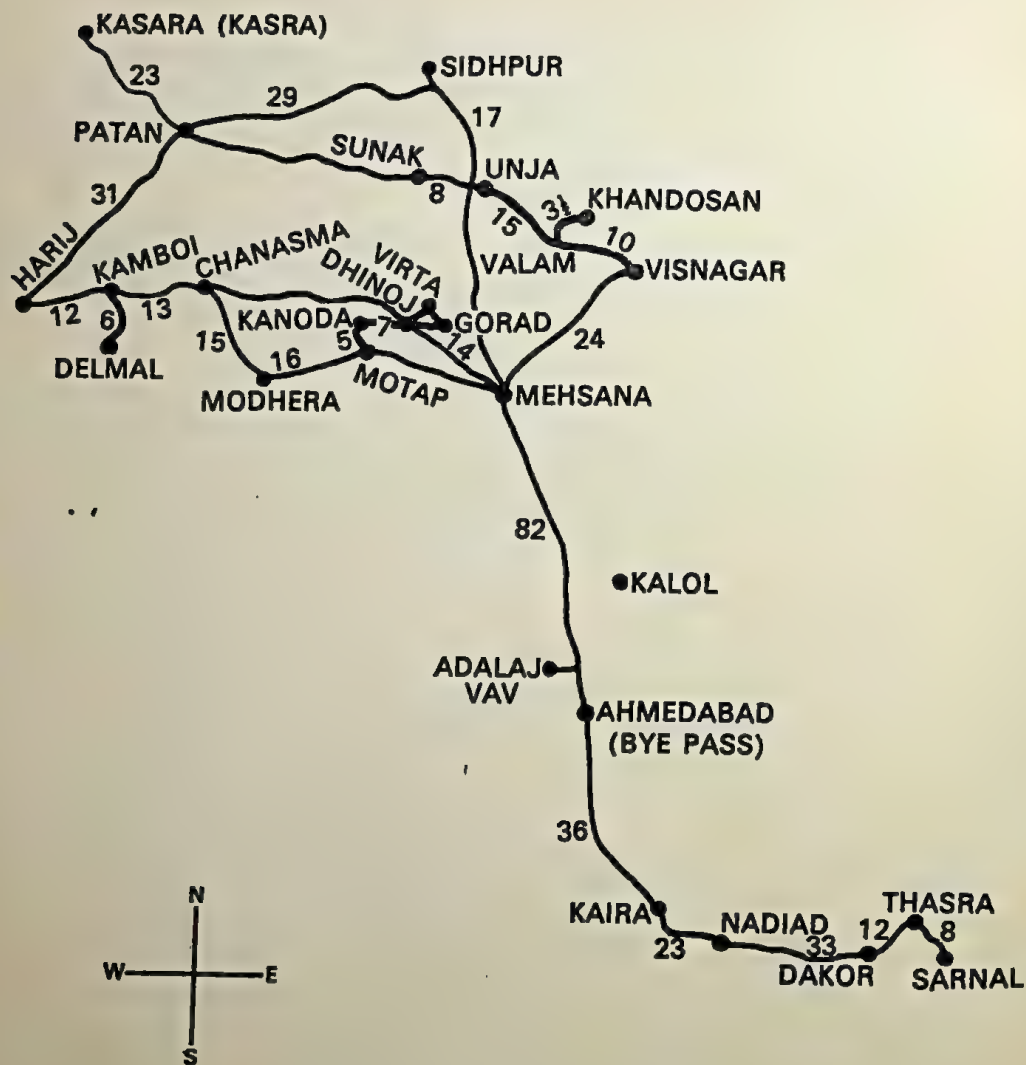 KASARA (KASRA)
23
SIDHPUR
29
17
PATAN
SUNAK
8
UNJA
KHANDOSAN
31
15
3½
10
VALAM
VISNAGAR
HARIJ
KAMBOI
CHANASMA
VIRTA
DHINOJ
12
6
13
KANODA
7
GORAD
14
24
15
5
DELMAL
16
MOTAP
MODHERA
MEHSANA
82
KALOL
ADALAJ
VAV
AHMEDABAD
(BYE PASS)
36
KAIRA
23
NADIAD
33
DAKOR
12
THASRA
8
SARNAL
N
W
E
S